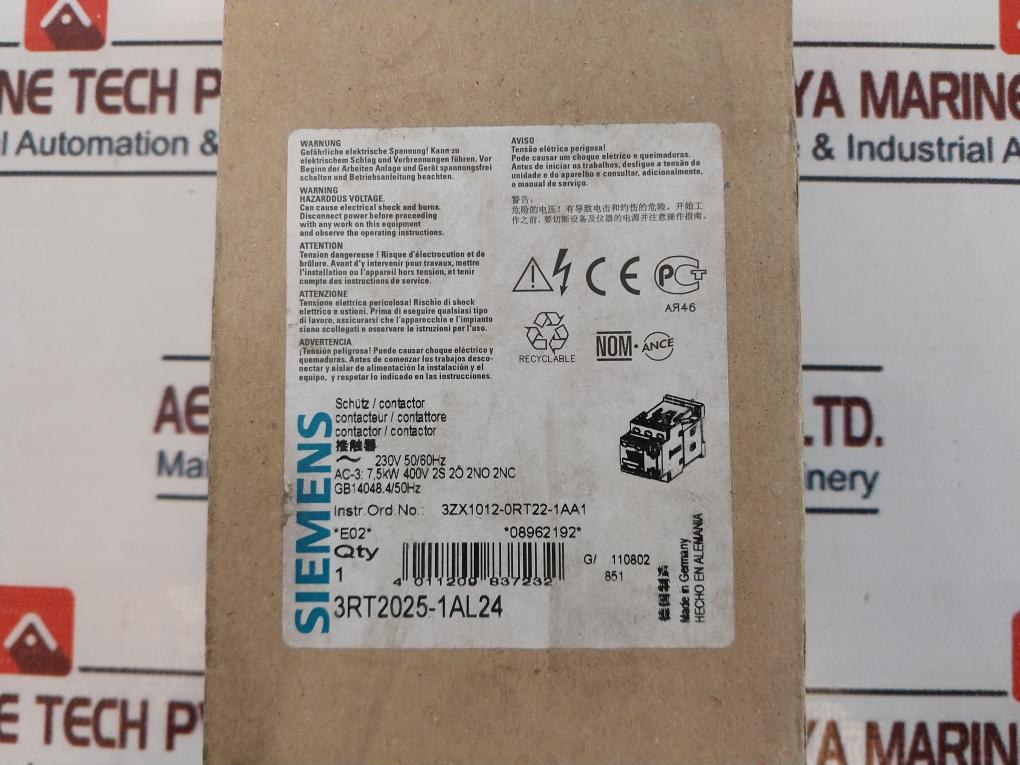 NE TECH P
YA MARINE
l Automation &
& Industrial A
WARNUNG
Gefährliche elektrische Spannung! Kann zu
elektrischem Schlag und Verbrennungen führen. Vor
Beginn der Arbeiten Anlage und Gerät spannungsfrei
schalten und Betriebsanleitung beachten.
WARNING
HAZARDOUS VOLTAGE.
Can cause electrical shock and burns.
Disconnect power before proceeding
with any work on this equipment
and observe the operating instructions.
ATTENTION
Tension dangereuse ! Risque d'électrocution et de
brûlure. Avant d'y intervenir pour travaux, mettre
l'installation ou l'appareil hors tension, et tenir
compte des instructions de service.
ATTENZIONE
Tensione elettrica pericolosa! Rischio di shock
elettrico e ustioni. Prima di eseguire qualsiasi tipo
di lavoro, assicurarsi che l'apparecchio e l'impianto
siano scollegati e osservare le istruzioni per l'uso.
ADVERTENCIA
¡Tensión peligrosa! Puede causar choque eléctrico y
quemaduras. Antes de comenzar los trabajos desco-
nectar y aislar de alimentación la instalación y el
equipo, y respetar lo indicado en las instrucciones.
AVISO
Tensão elétrica perigosa!
Pode causar um choque elétrico e queimaduras.
Antes de iniciar os trabalhos, desligue a tensão da
unidade e do aparelho e consultar, adicionalmente,
o manual de serviço.
警告:
危险的电压! 有导致电击和灼伤的危险。开始工
作之前, 要切断设备及仪器的电源并注意操作指南。
CE
PCT
АЯ46
RECYCLABLE
NOM · ANCE
SIEMENS
Schütz / contactor
contacteur / contattore
contactor / contactor
接触器
~ 230V 50/60Hz
AC-3: 7,5kW 400V 2S 2Ö 2NO 2NC
GB14048.4/50Hz
Instr.Ord.No.: 3ZX1012-0RT22-1AA1
*E02* *08962192*
Qty
1
4 011209 837232
G/ 110802
851
3RT2025-1AL24
德国制造
Made in Germany
HECHO EN ALEMANIA
AE
LTD.
Ma
nery
E TECH P
YA MARIN